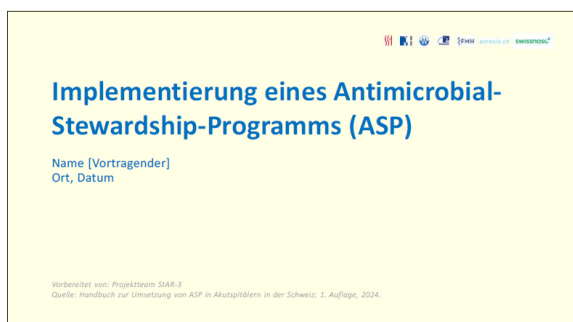 FMH anresis.ch swissnoso
Implementierung eines Antimicrobial-
Stewardship-Programms (ASP)
Name [Vortragender]
Ort, Datum
Vorbereitet von: Projektteam StAR-3
Quelle: Handbuch zur Umsetzung von ASP in Akutspitälern in der Schweiz; 1. Auflage, 2024.